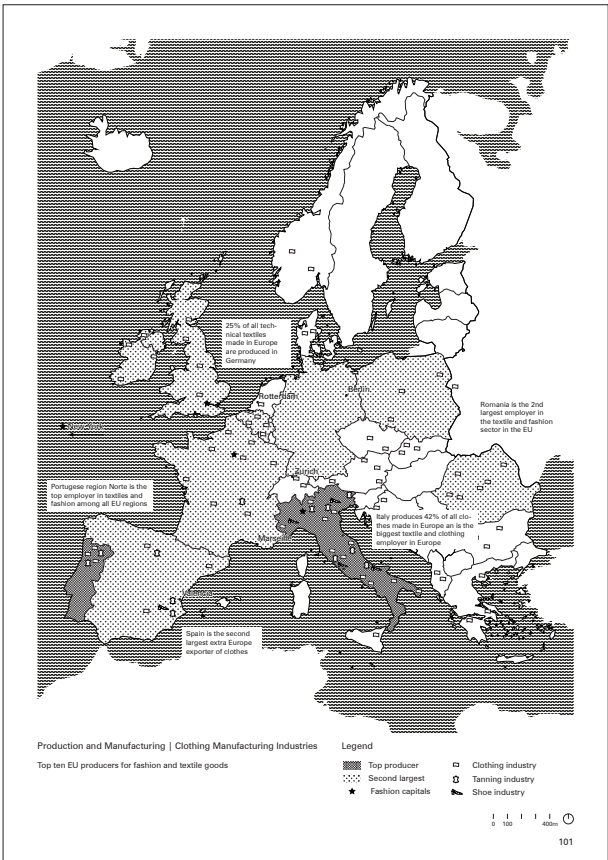 25% of all tech-
nical textiles
made in Europe
are produced in
Germany
Rotterdam
Berlin
Romania is the 2nd
largest employer in
the textile and fashion
sector in the EU
Zurich
Portugese region Norte is the
top employer in textiles and
fashion among all EU regions
Italy produces 42% of all clo-
thes made in Europe an is the
biggest textile and clothing
employer in Europe
Marseille
Spain is the second
largest extra Europe
exporter of clothes
Production and Manufacturing | Clothing Manufacturing Industries
Top ten EU producers for fashion and textile goods
Legend
Top producer
Second largest
Fashion capitals
Clothing industry
Tanning industry
Shoe industry
0 100 400m
101